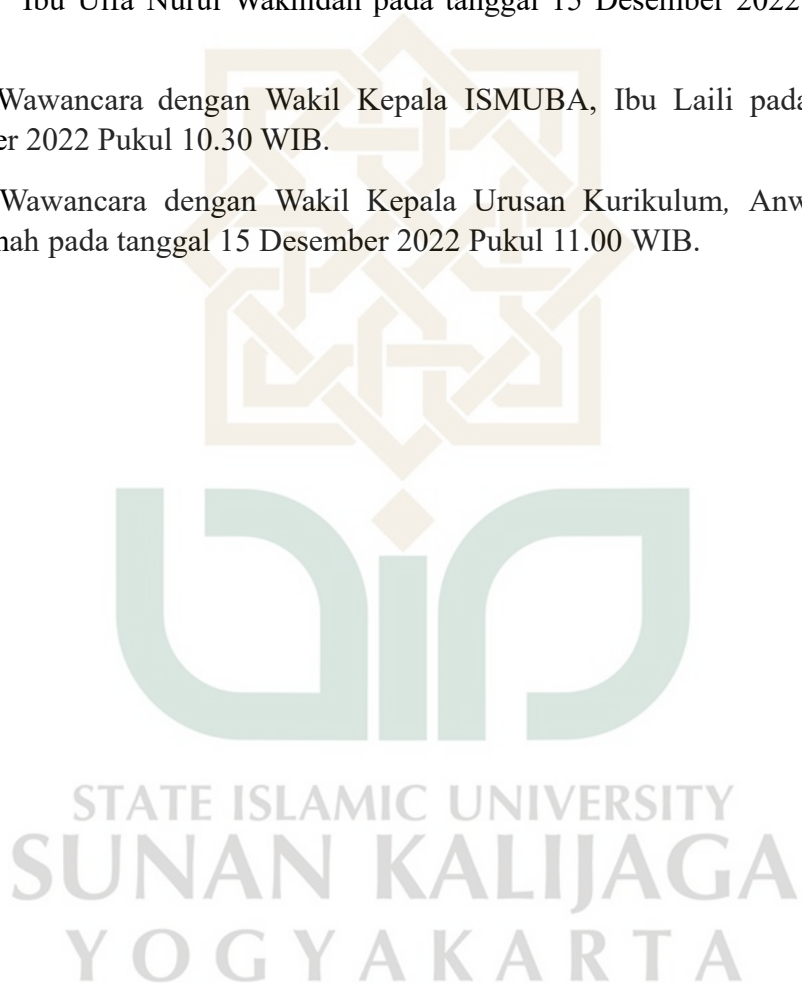 Ibu Ulfa Nurul Wakhidah pada tanggal 15 Desember 2022
Wawancara dengan Wakil Kepala ISMUBA, Ibu Laili pada
er 2022 Pukul 10.30 WIB.
Wawancara dengan Wakil Kepala Urusan Kurikulum, Anw
nah pada tanggal 15 Desember 2022 Pukul 11.00 WIB.
STATE ISLAMIC UNIVERSITY
SUNAN KALIJAGA
YOGYAKARTA